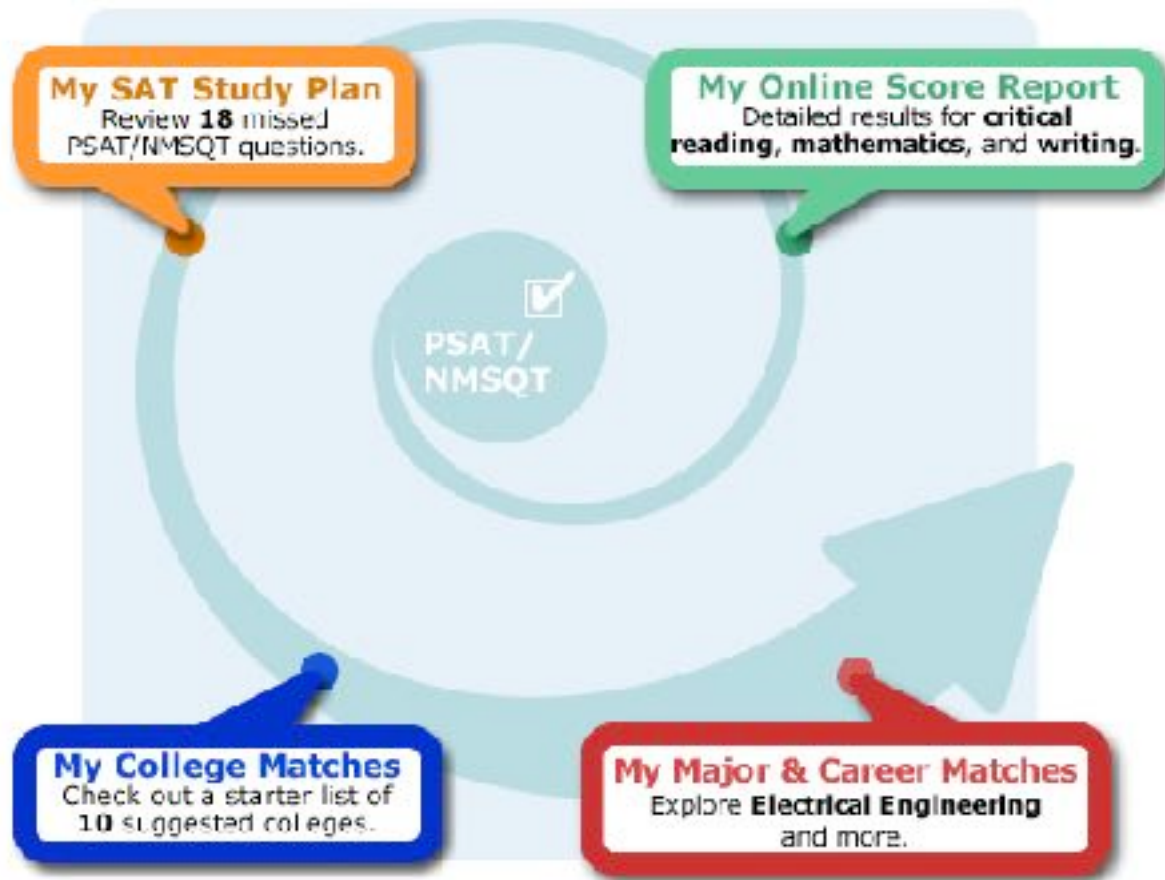 My SAT Study Plan
Review 18 missed
PSAT/NMSQT questions.
My Online Score Report
Detailed results for critical
reading, mathematics, and writing.
PSAT/
NMSQT
My College Matches
Check out a starter list of
10 suggested colleges.
My Major & Career Matches
Explore Electrical Engineering
and more.